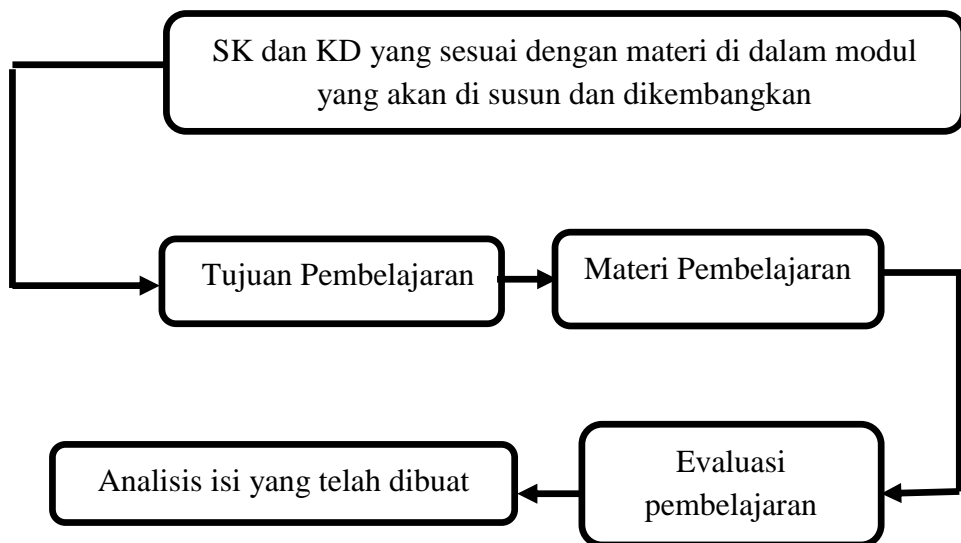 SK dan KD yang sesuai dengan materi di dalam modul
yang akan di susun dan dikembangkan
Tujuan Pembelajaran
Materi Pembelajaran
Evaluasi
pembelajaran
Analisis isi yang telah dibuat